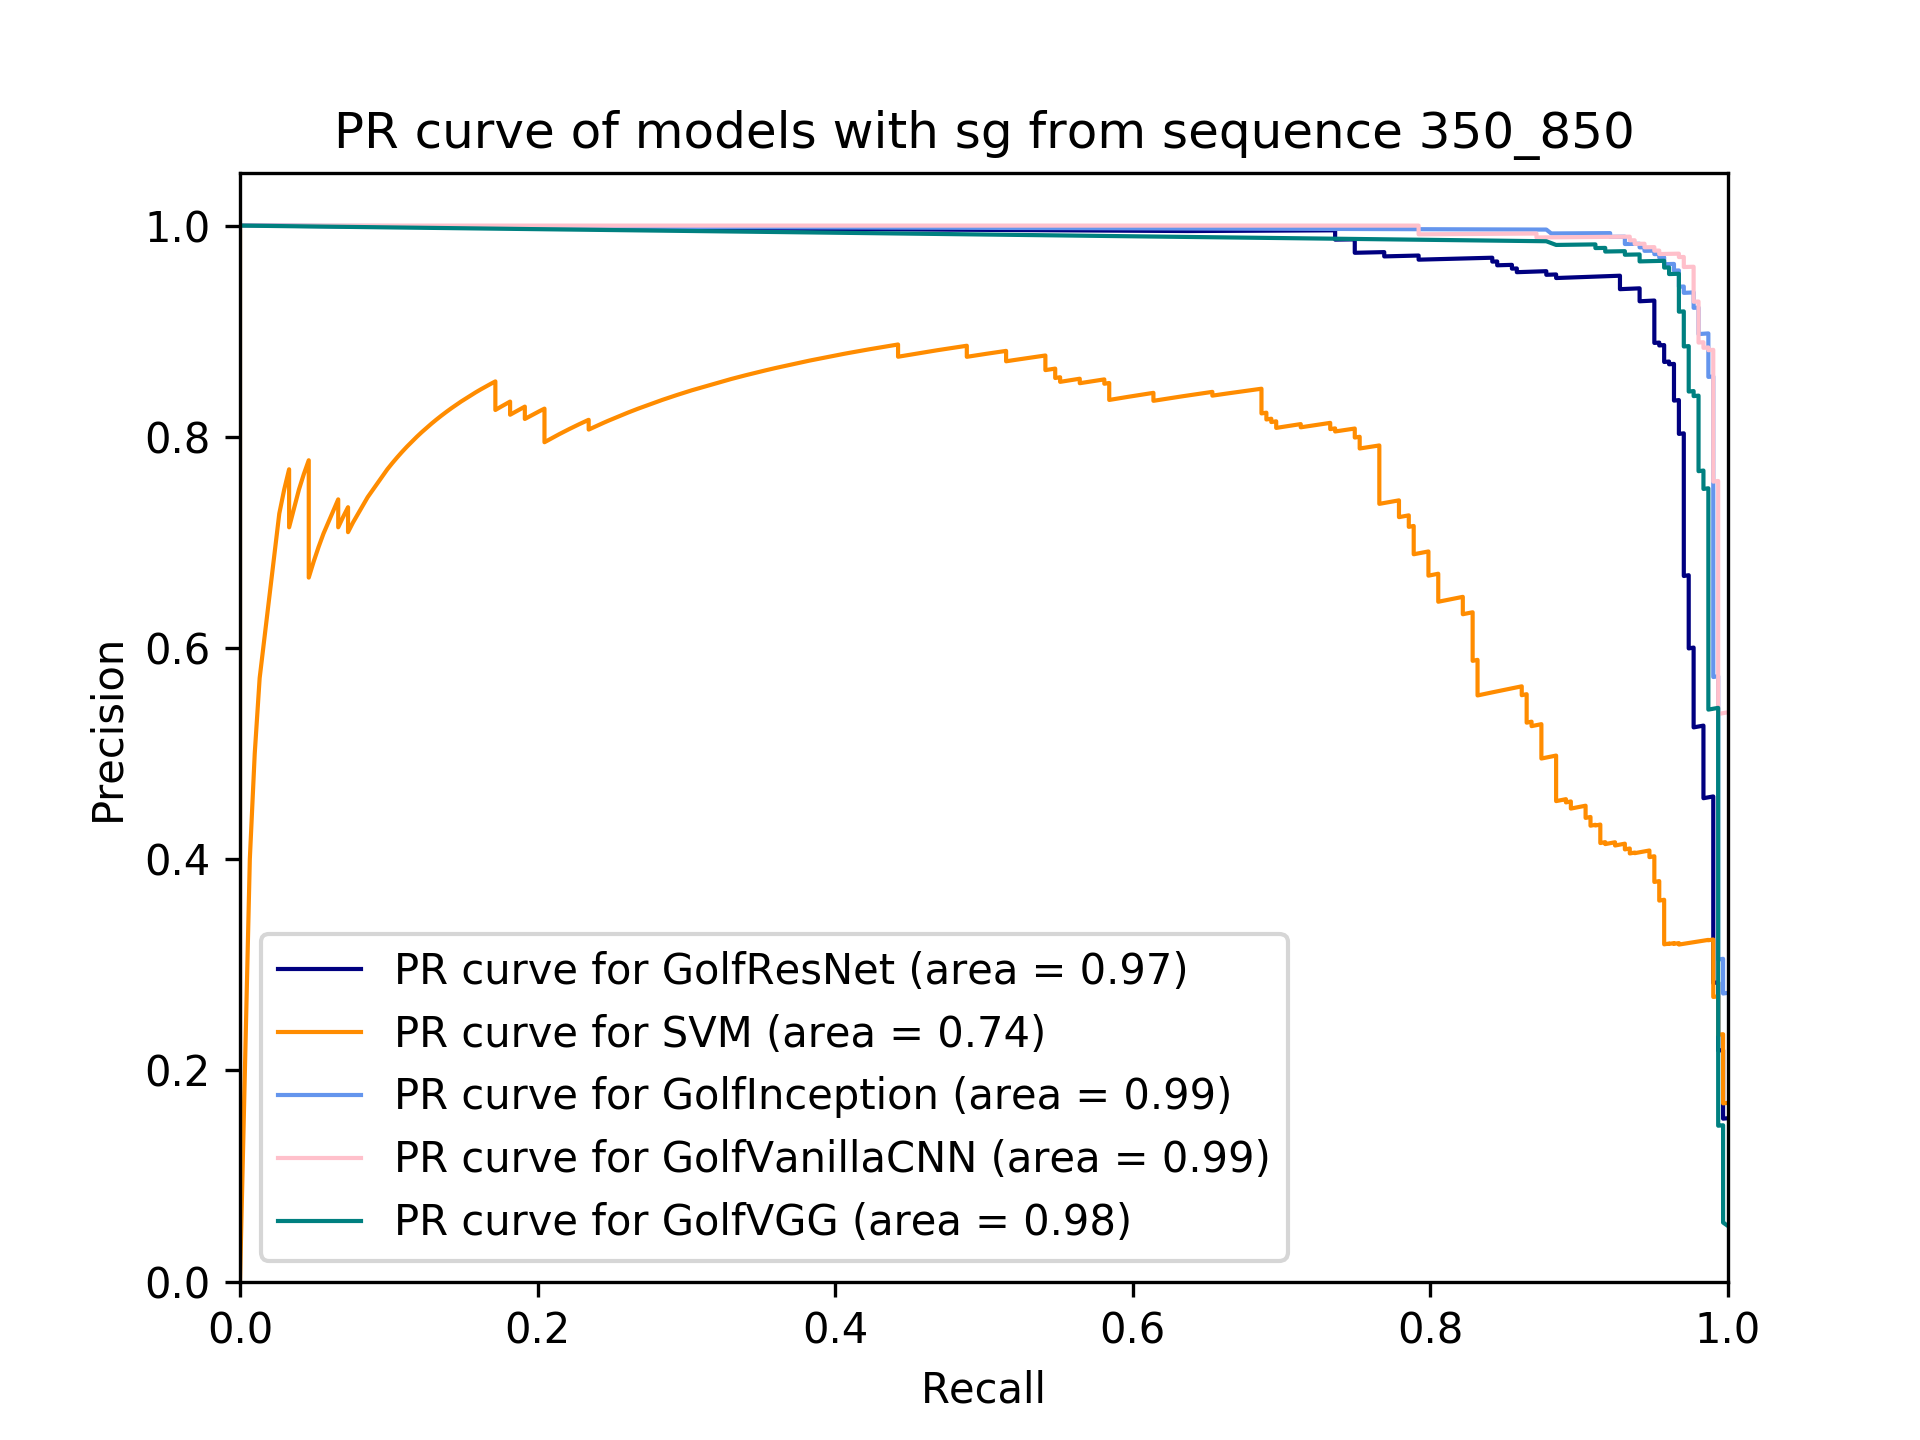 PR curve of models with sg from sequence 350_850
1.0
0.8
0.6
0.4
0.2
0.0
Precision
PR curve for GolfResNet (area = 0.97)
PR curve for SVM (area = 0.74)
PR curve for GolfInception (area = 0.99)
PR curve for GolfVanillaCNN (area = 0.99)
PR curve for GolfVGG (area = 0.98)
0.0 0.2 0.4 0.6 0.8 1.0
Recall